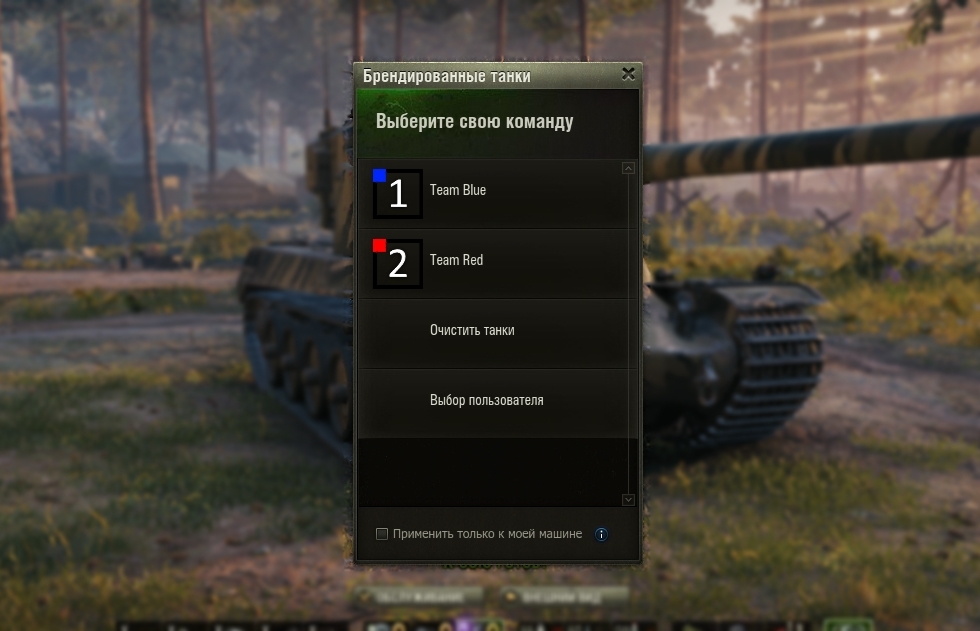 Брендированные танки
Выберите свою команду
1 Team Blue
2 Team Red
Очистить танки
Выбор пользователя
Применить только к моей машине